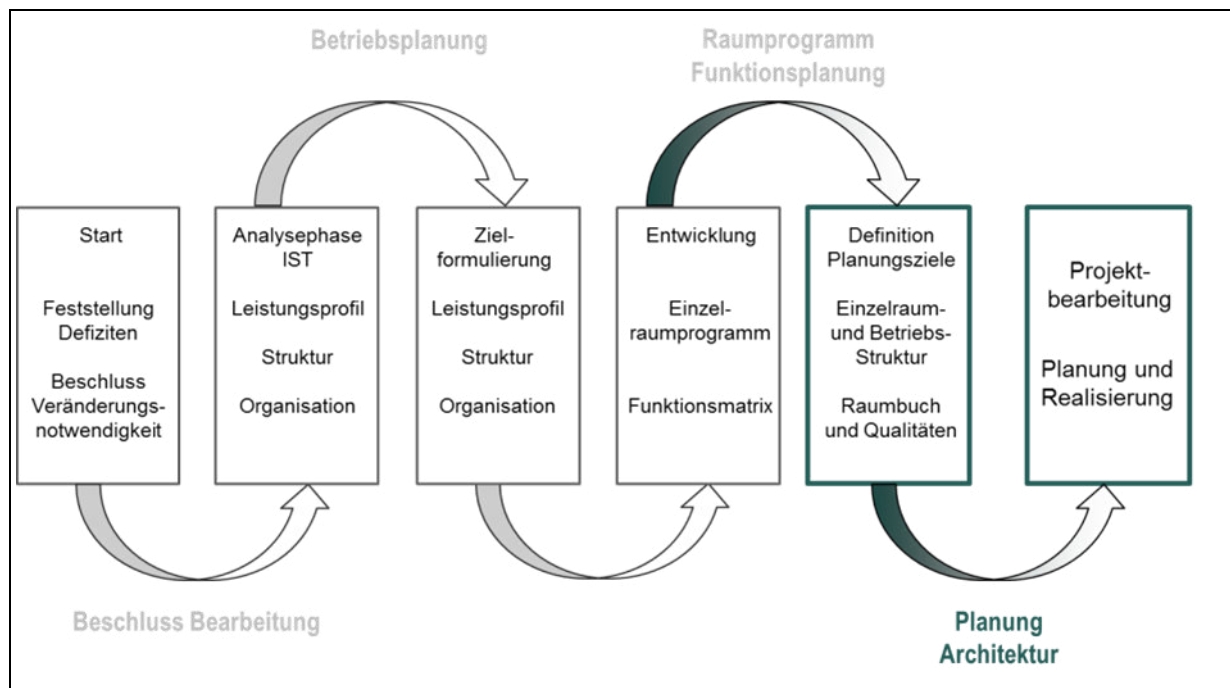 Betriebsplanung
Raumprogramm
Funktionsplanung
Start
Feststellung
Defiziten
Beschluss
Veränderungs-
notwendigkeit
Analysephase
IST
Leistungsprofil
Struktur
Organisation
Ziel-
formulierung
Leistungsprofil
Struktur
Organisation
Entwicklung
Einzel-
raumprogramm
Funktionsmatrix
Definition
Planungsziele
Einzelraum-
und Betriebs-
Struktur
Raumbuch
und Qualitäten
Projekt-
bearbeitung
Planung und
Realisierung
Beschluss Bearbeitung
Planung
Architektur